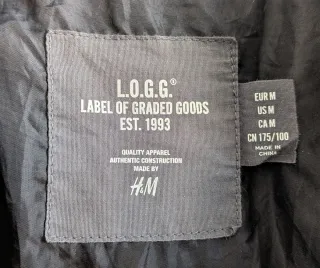 L.O.G.G.®
LABEL OF GRADED GOODS
EST. 1993
QUALITY APPAREL
AUTHENTIC CONSTRUCTION
MADE BY
H&M
EUR M
US M
CA M
CN 175/100
MADE IN
CHINA